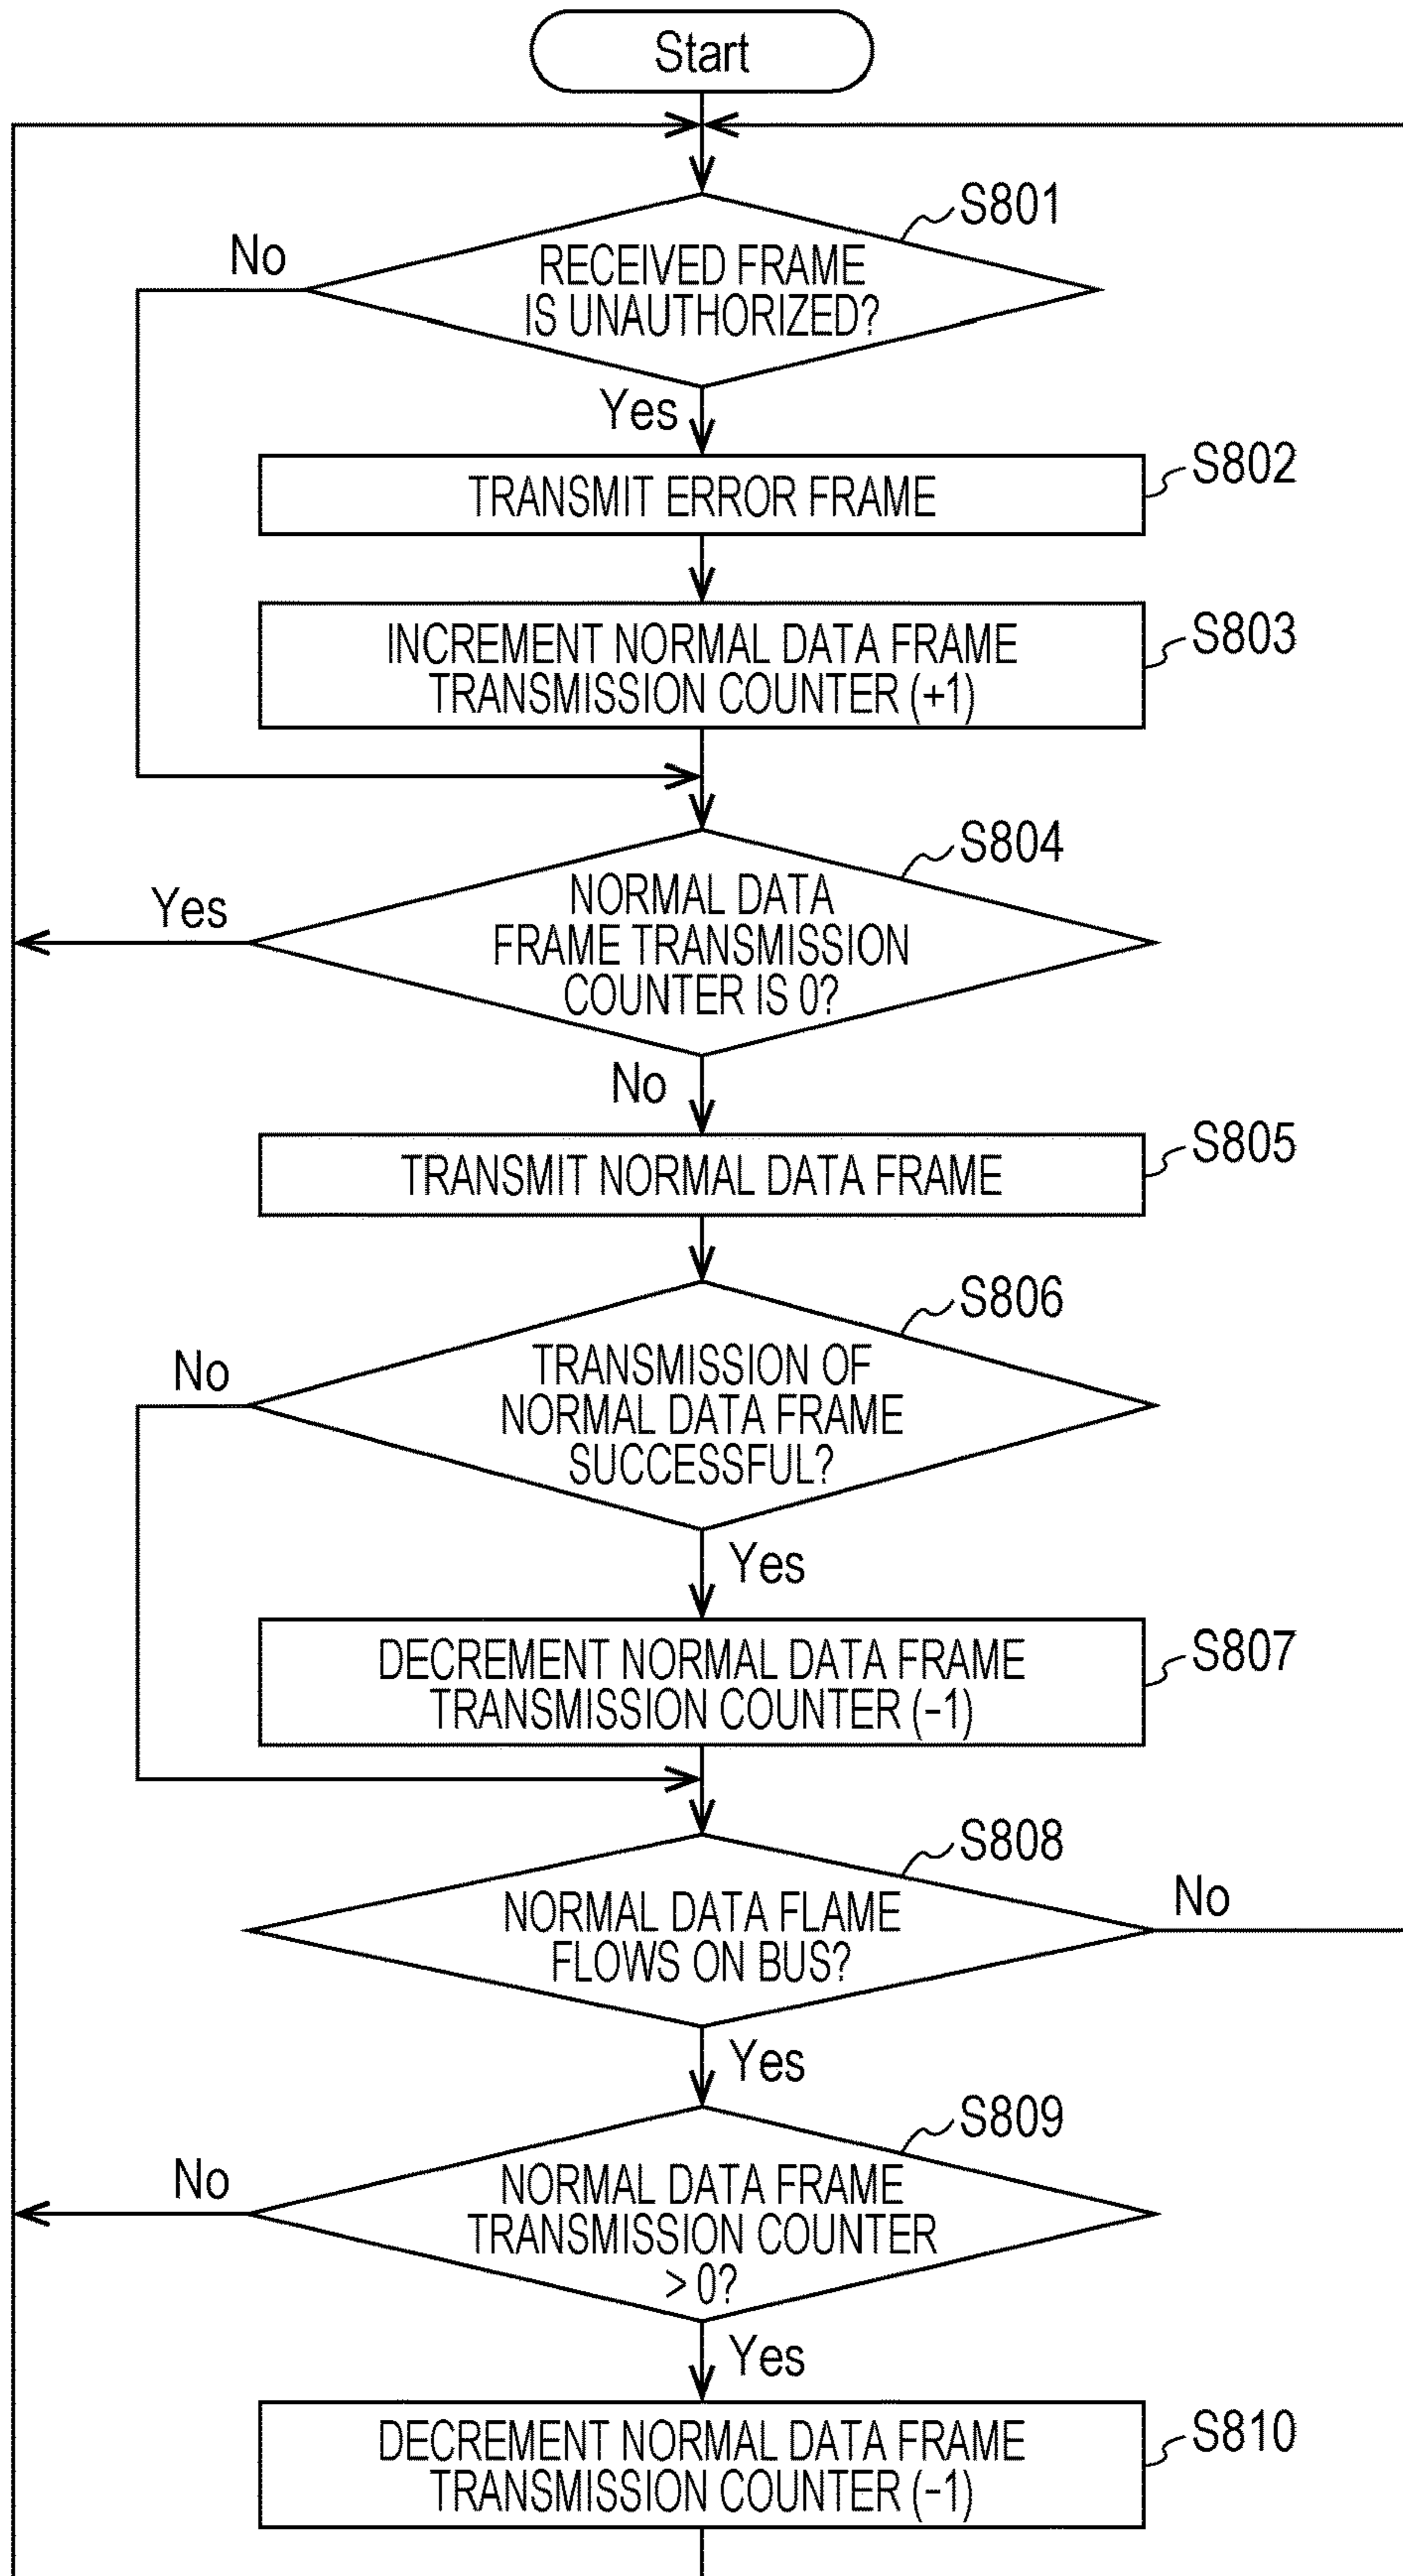 Start
S801
No
RECEIVED FRAME
IS UNAUTHORIZED?
Yes
S802
TRANSMIT ERROR FRAME
S803
INCREMENT NORMAL DATA FRAME
TRANSMISSION COUNTER (+1)
S804
Yes
NORMAL DATA
FRAME TRANSMISSION
COUNTER IS 0?
No
S805
TRANSMIT NORMAL DATA FRAME
S806
No
TRANSMISSION OF
NORMAL DATA FRAME
SUCCESSFUL?
Yes
S807
DECREMENT NORMAL DATA FRAME
TRANSMISSION COUNTER (−1)
S808
No
NORMAL DATA FLAME
FLOWS ON BUS?
Yes
S809
No
NORMAL DATA FRAME
TRANSMISSION COUNTER
> 0?
Yes
S810
DECREMENT NORMAL DATA FRAME
TRANSMISSION COUNTER (−1)